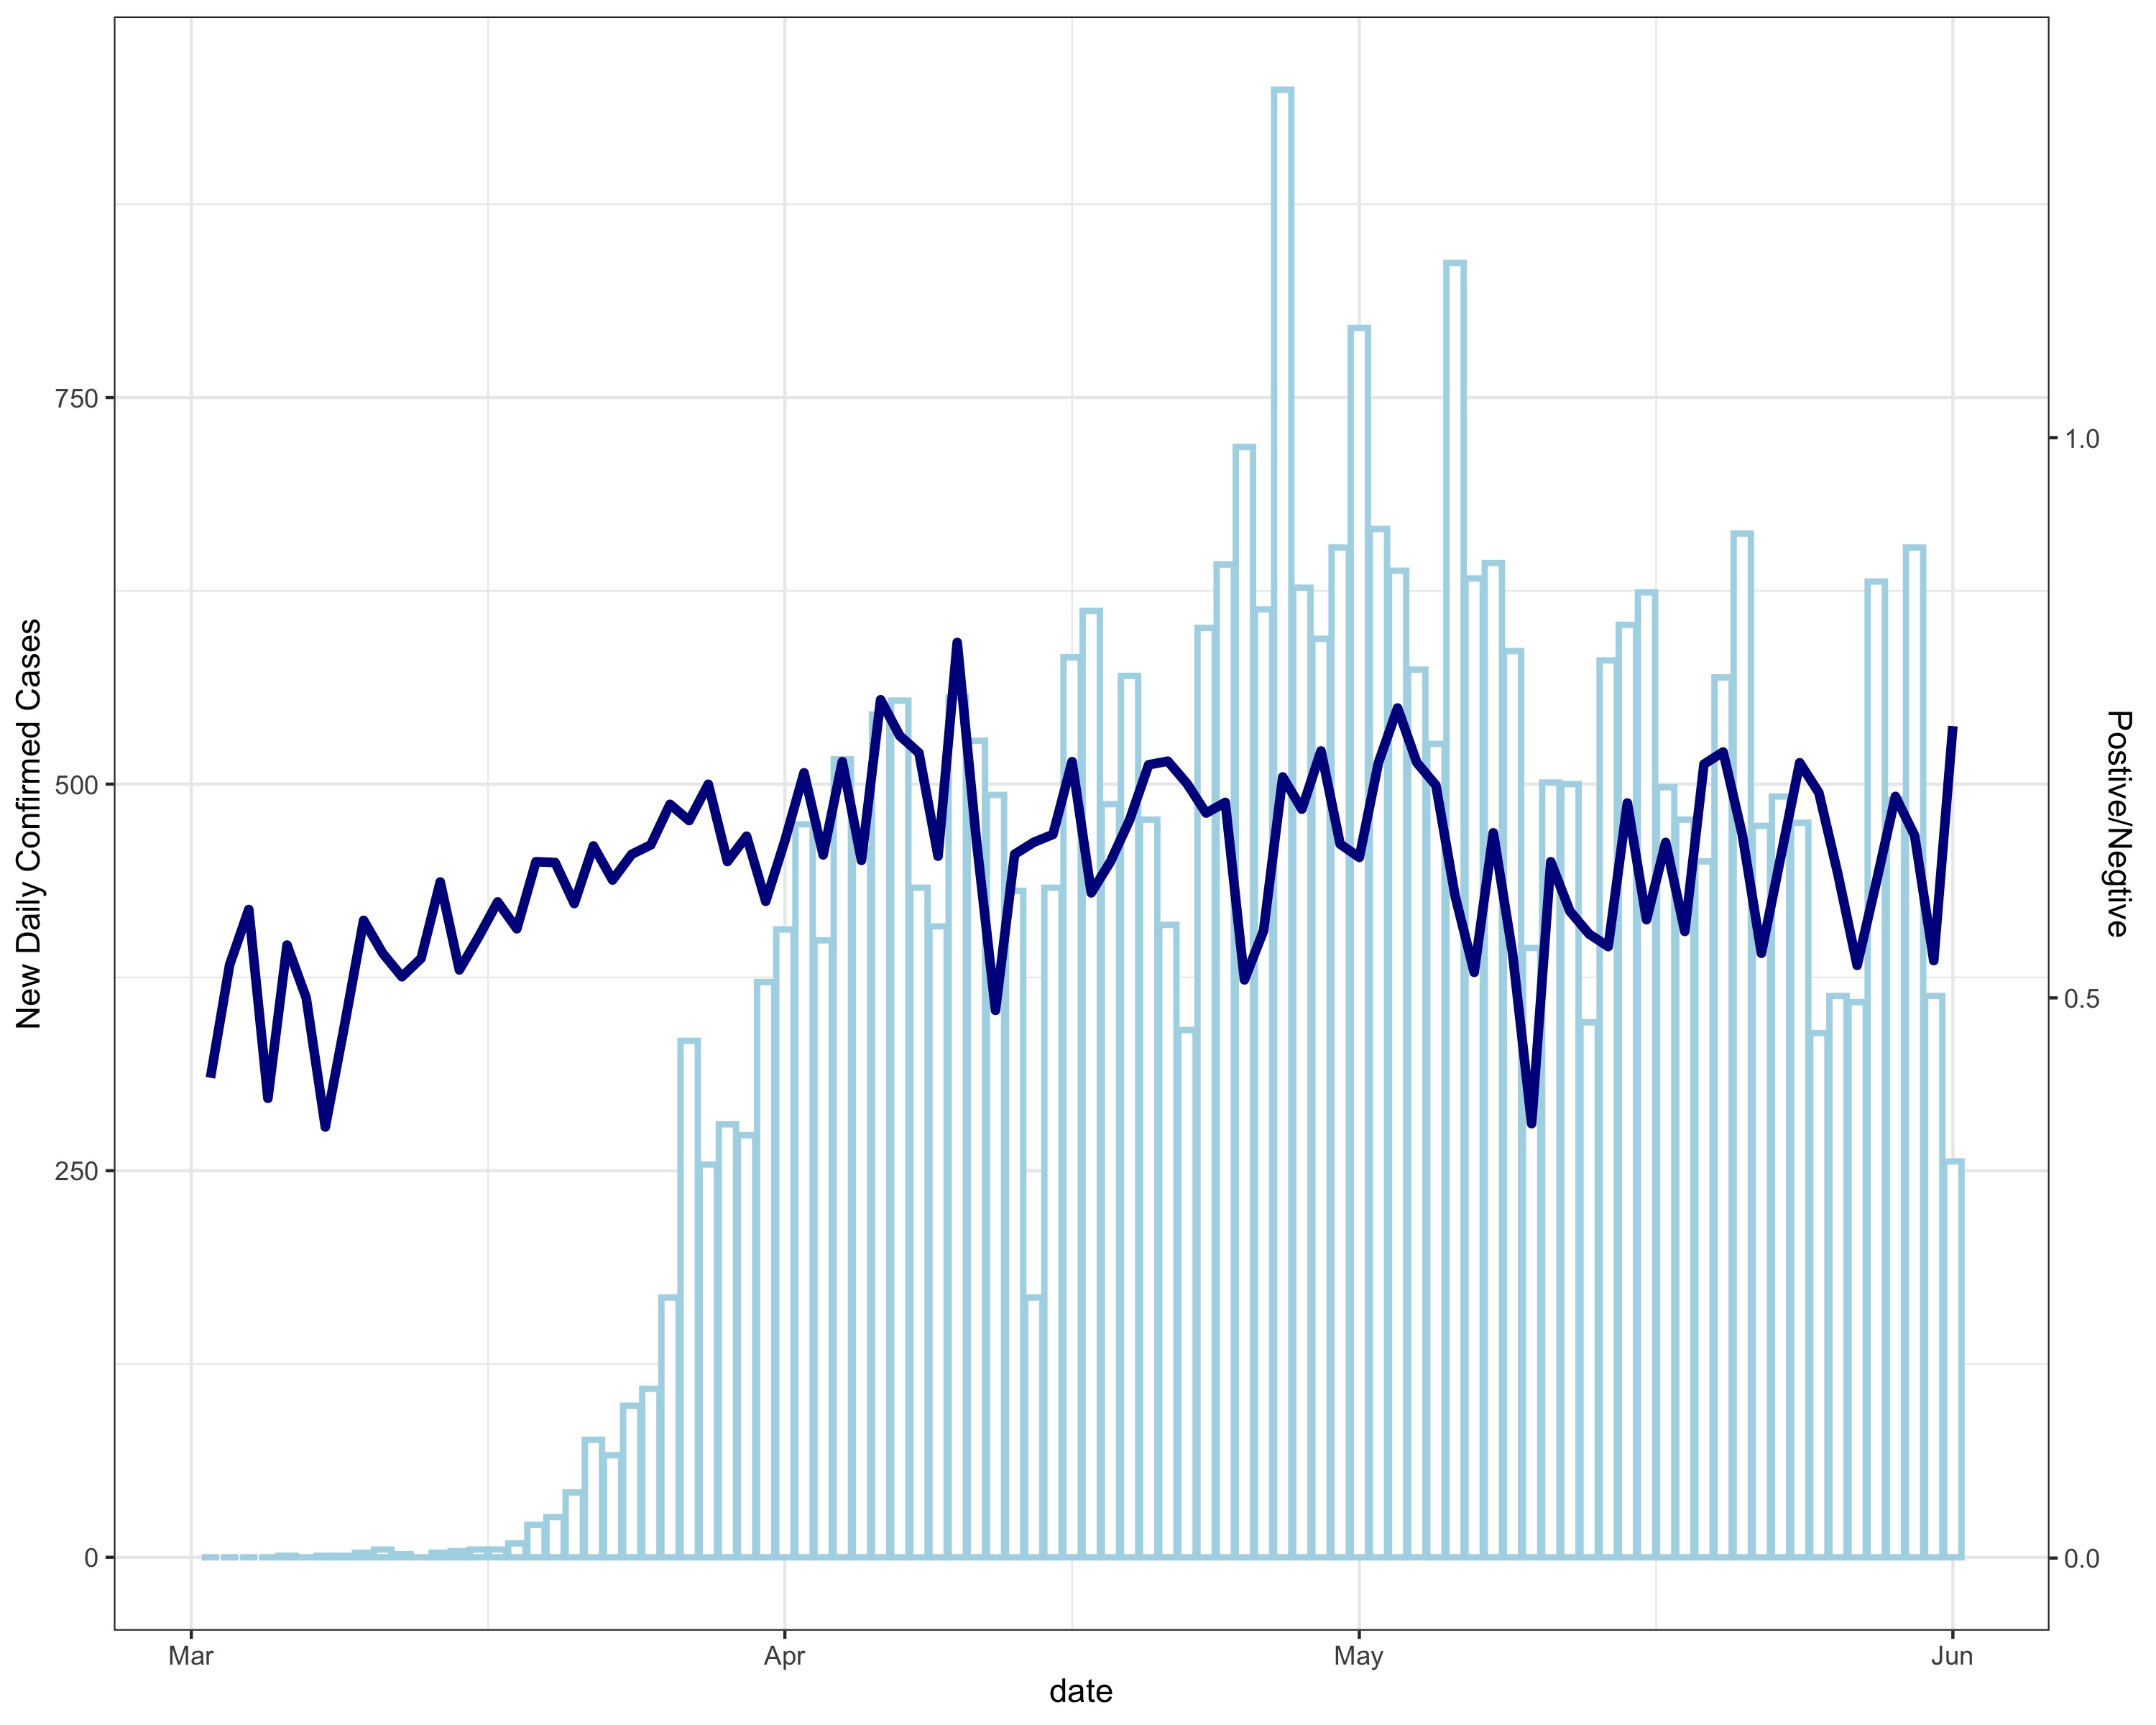 New Daily Confirmed Cases
750
500
250
0
1.0
0.5
0.0
Postive/Negtive
Mar
Apr
May
Jun
date